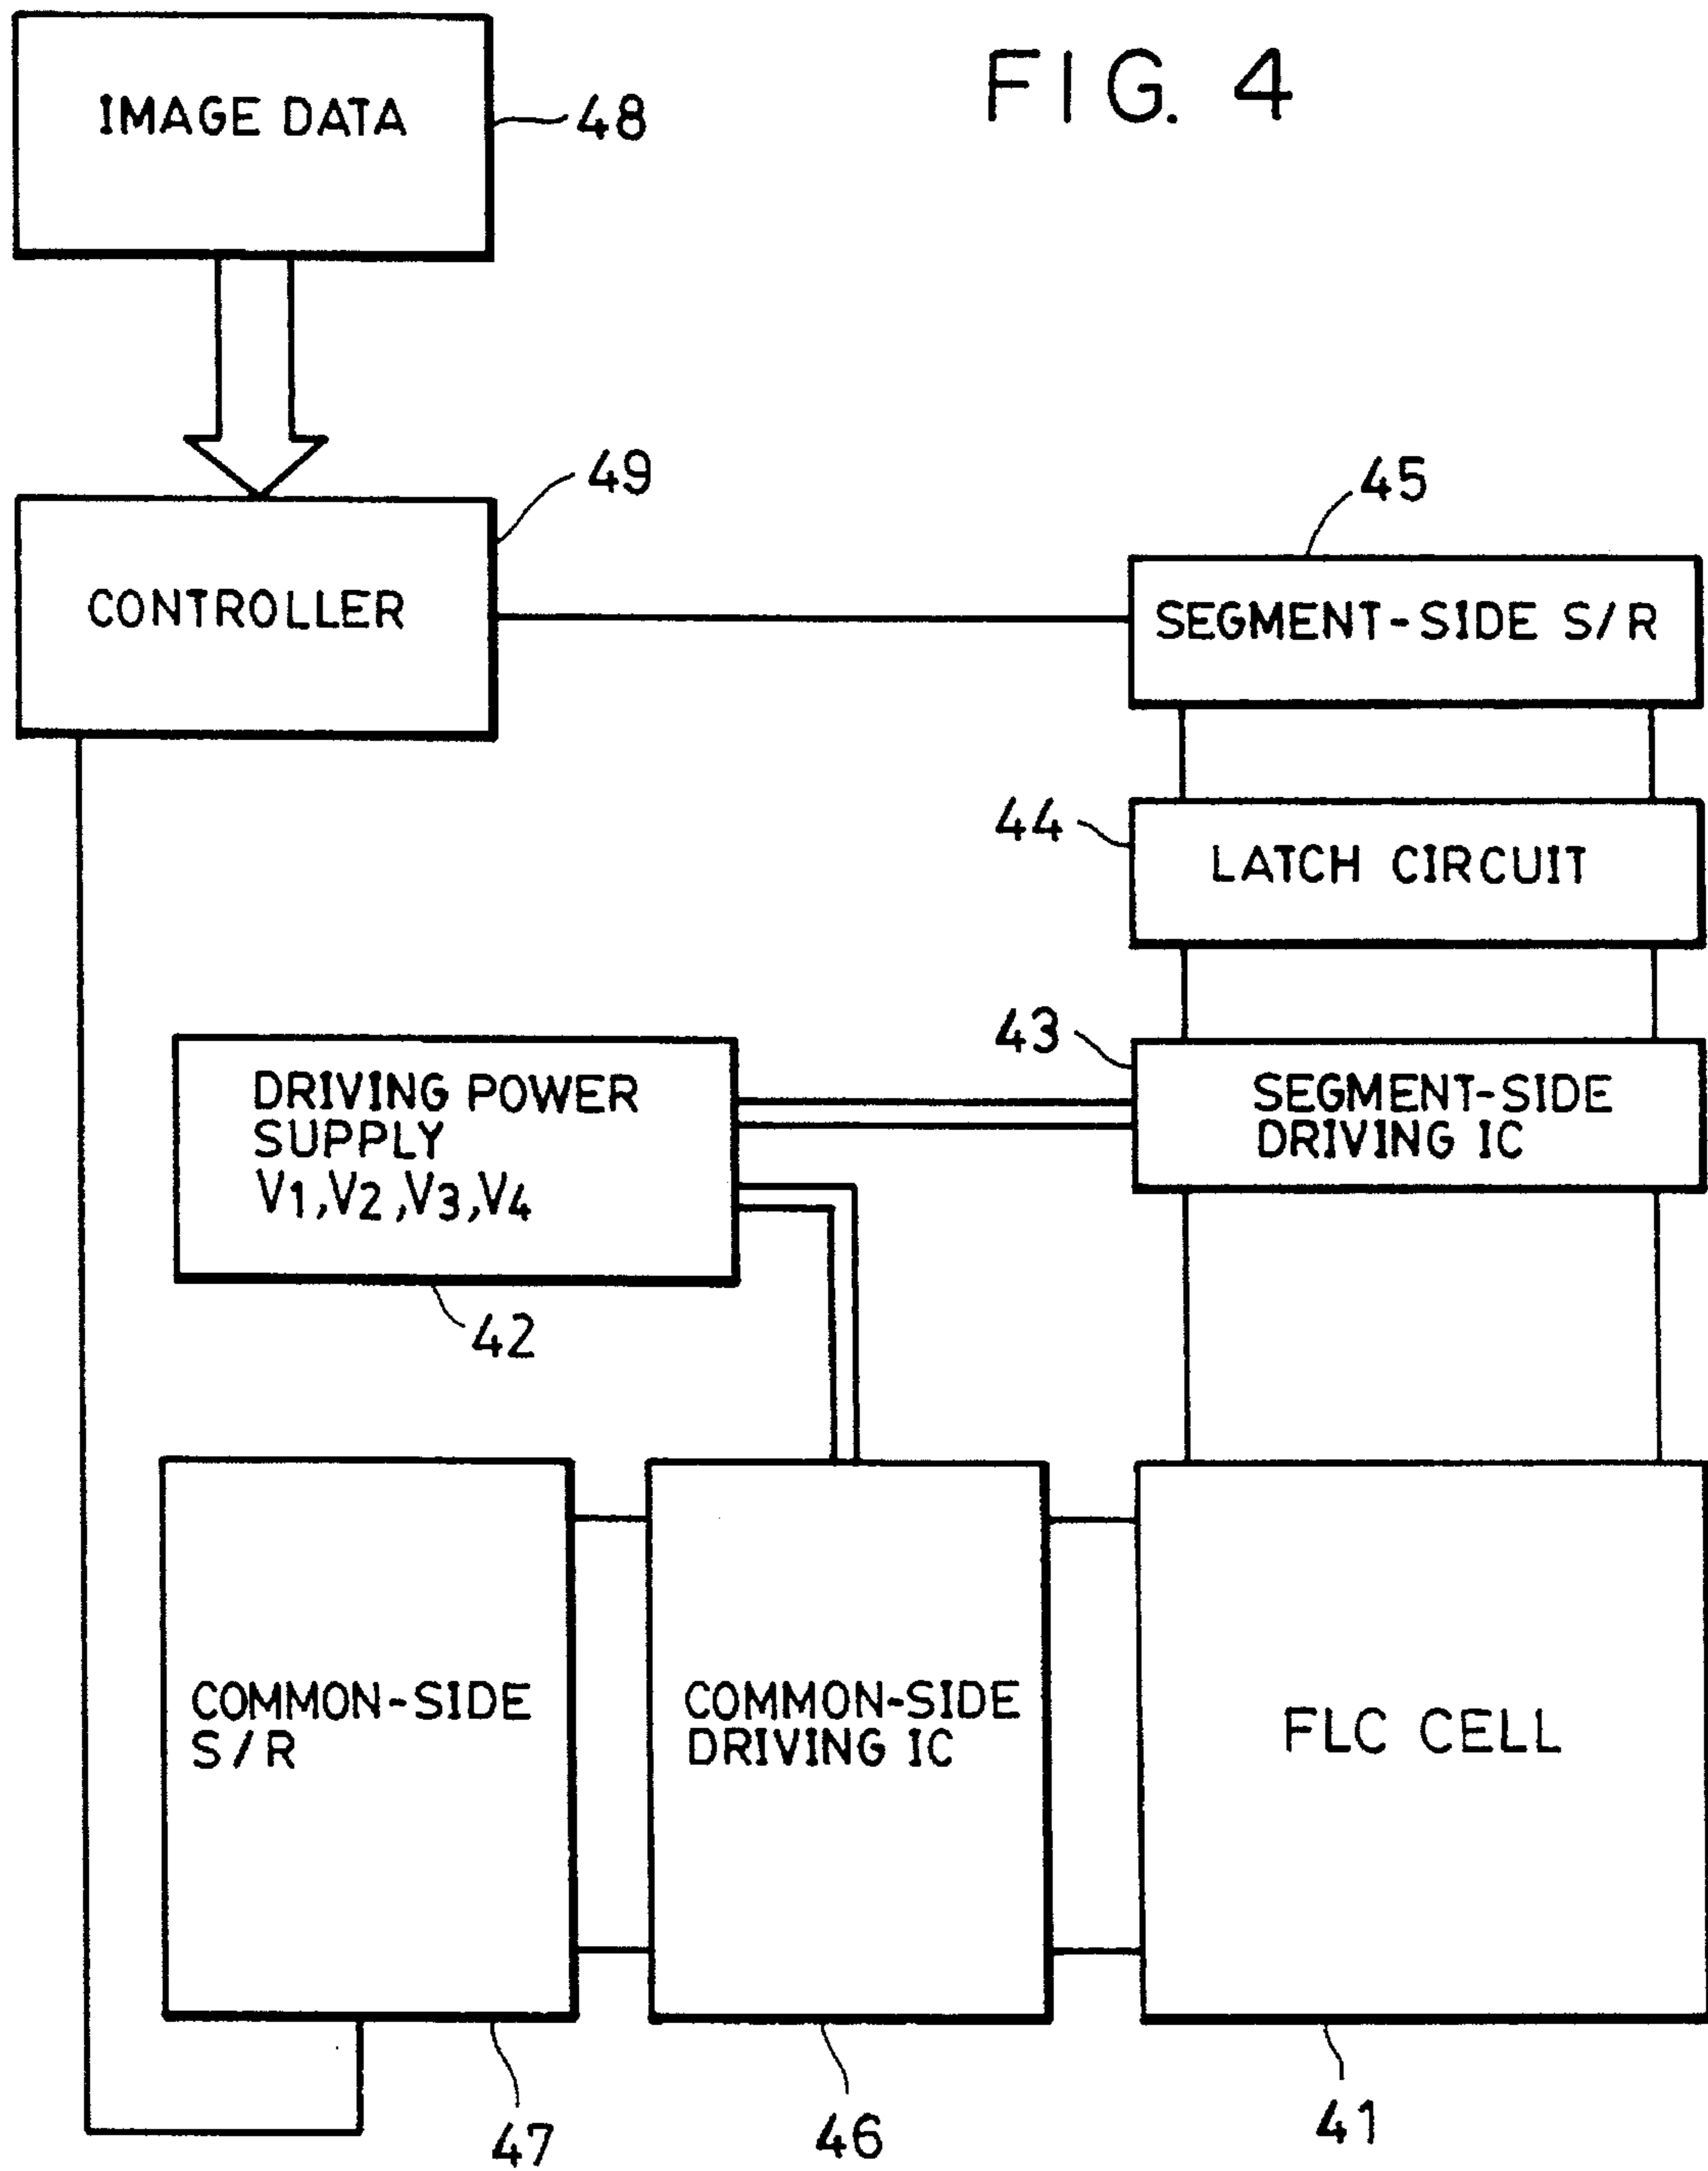 FIG. 4
IMAGE DATA
48
CONTROLLER
49
45
SEGMENT-SIDE S/R
44
LATCH CIRCUIT
43
SEGMENT-SIDE
DRIVING IC
DRIVING POWER
SUPPLY
V1,V2,V3,V4
42
COMMON-SIDE
S/R
COMMON-SIDE
DRIVING IC
FLC CELL
47
46
41